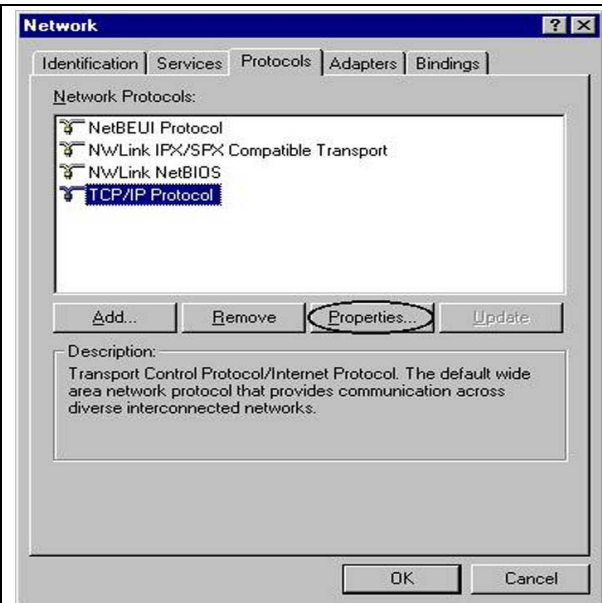 Network
Identification Services Protocols Adapters Bindings
Network Protocols:
NetBEUI Protocol
NWLink IPX/SPX Compatible Transport
NWLink NetBIOS
TCP/IP Protocol
Add... Remove Properties... Update
Description:
Transport Control Protocol/Internet Protocol. The default wide
area network protocol that provides communication across
diverse interconnected networks.
OK Cancel